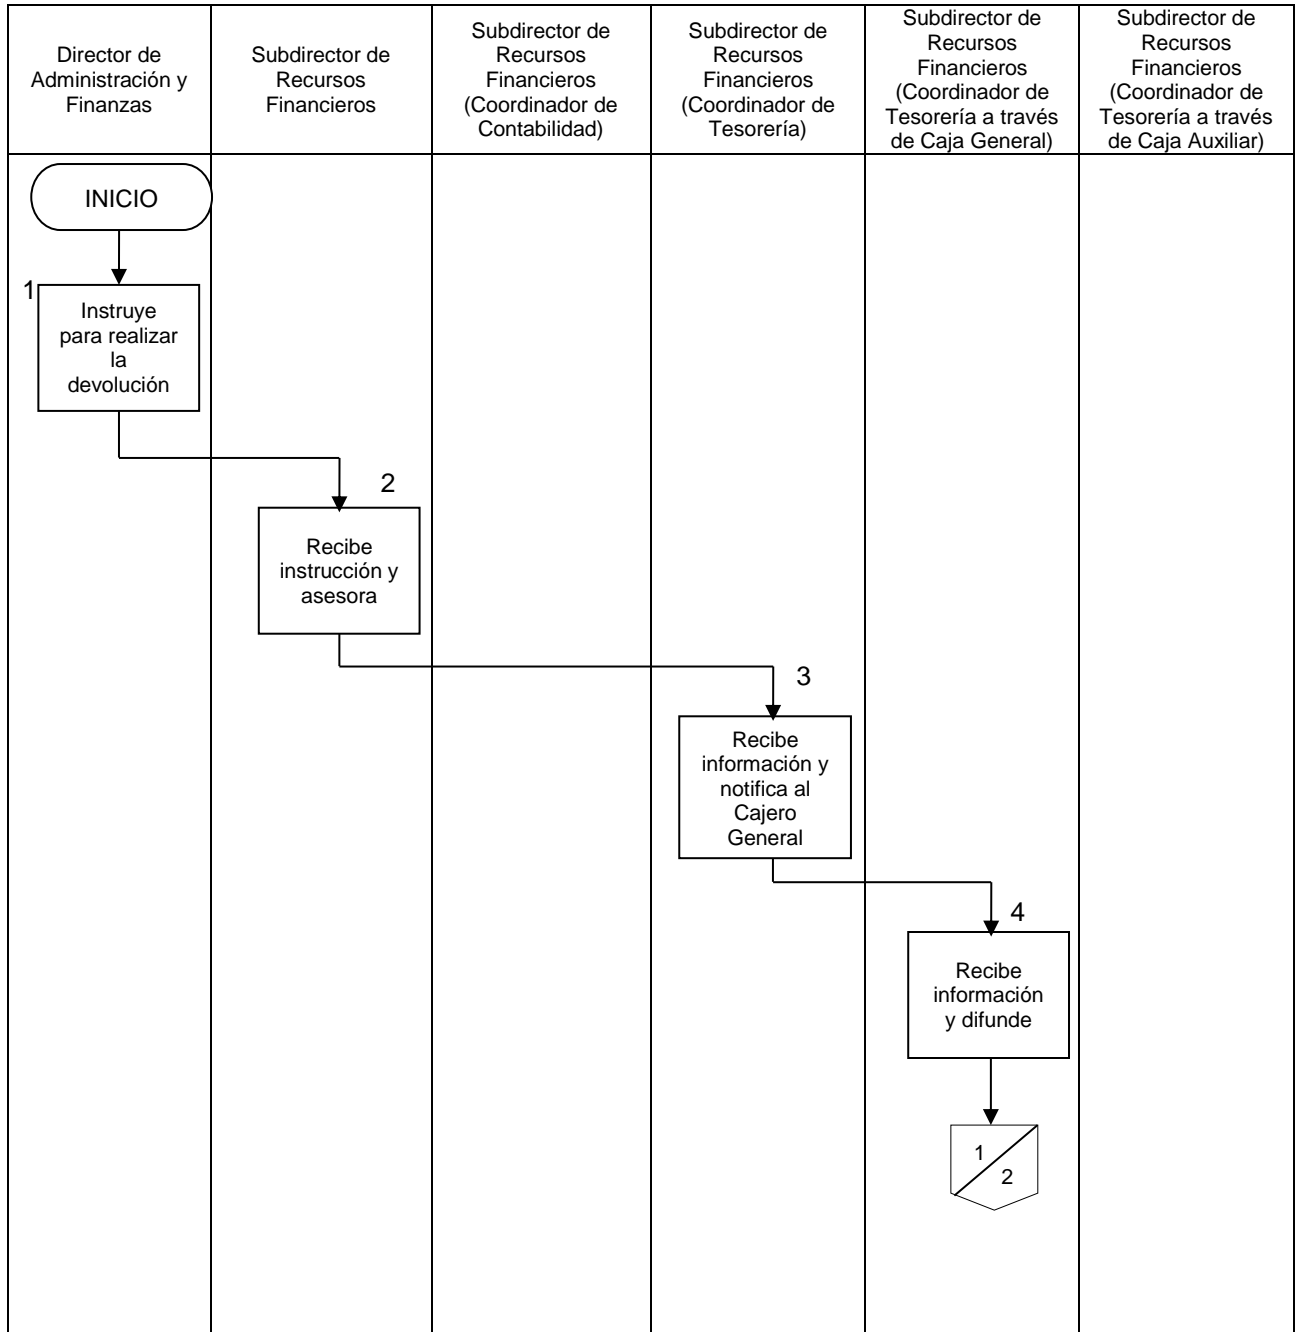 Director de
Administración y
Finanzas
Subdirector de
Recursos
Financieros
Subdirector de
Recursos
Financieros
(Coordinador de
Contabilidad)
Subdirector de
Recursos
Financieros
(Coordinador de
Tesorería)
Subdirector de
Recursos
Financieros
(Coordinador de
Tesorería a través
de Caja General)
Subdirector de
Recursos
Financieros
(Coordinador de
Tesorería a través
de Caja Auxiliar)
INICIO
1
Instruye
para realizar
la
devolución
2
Recibe
instrucción y
asesora
3
Recibe
información y
notifica al
Cajero
General
4
Recibe
información
y difunde
1
2